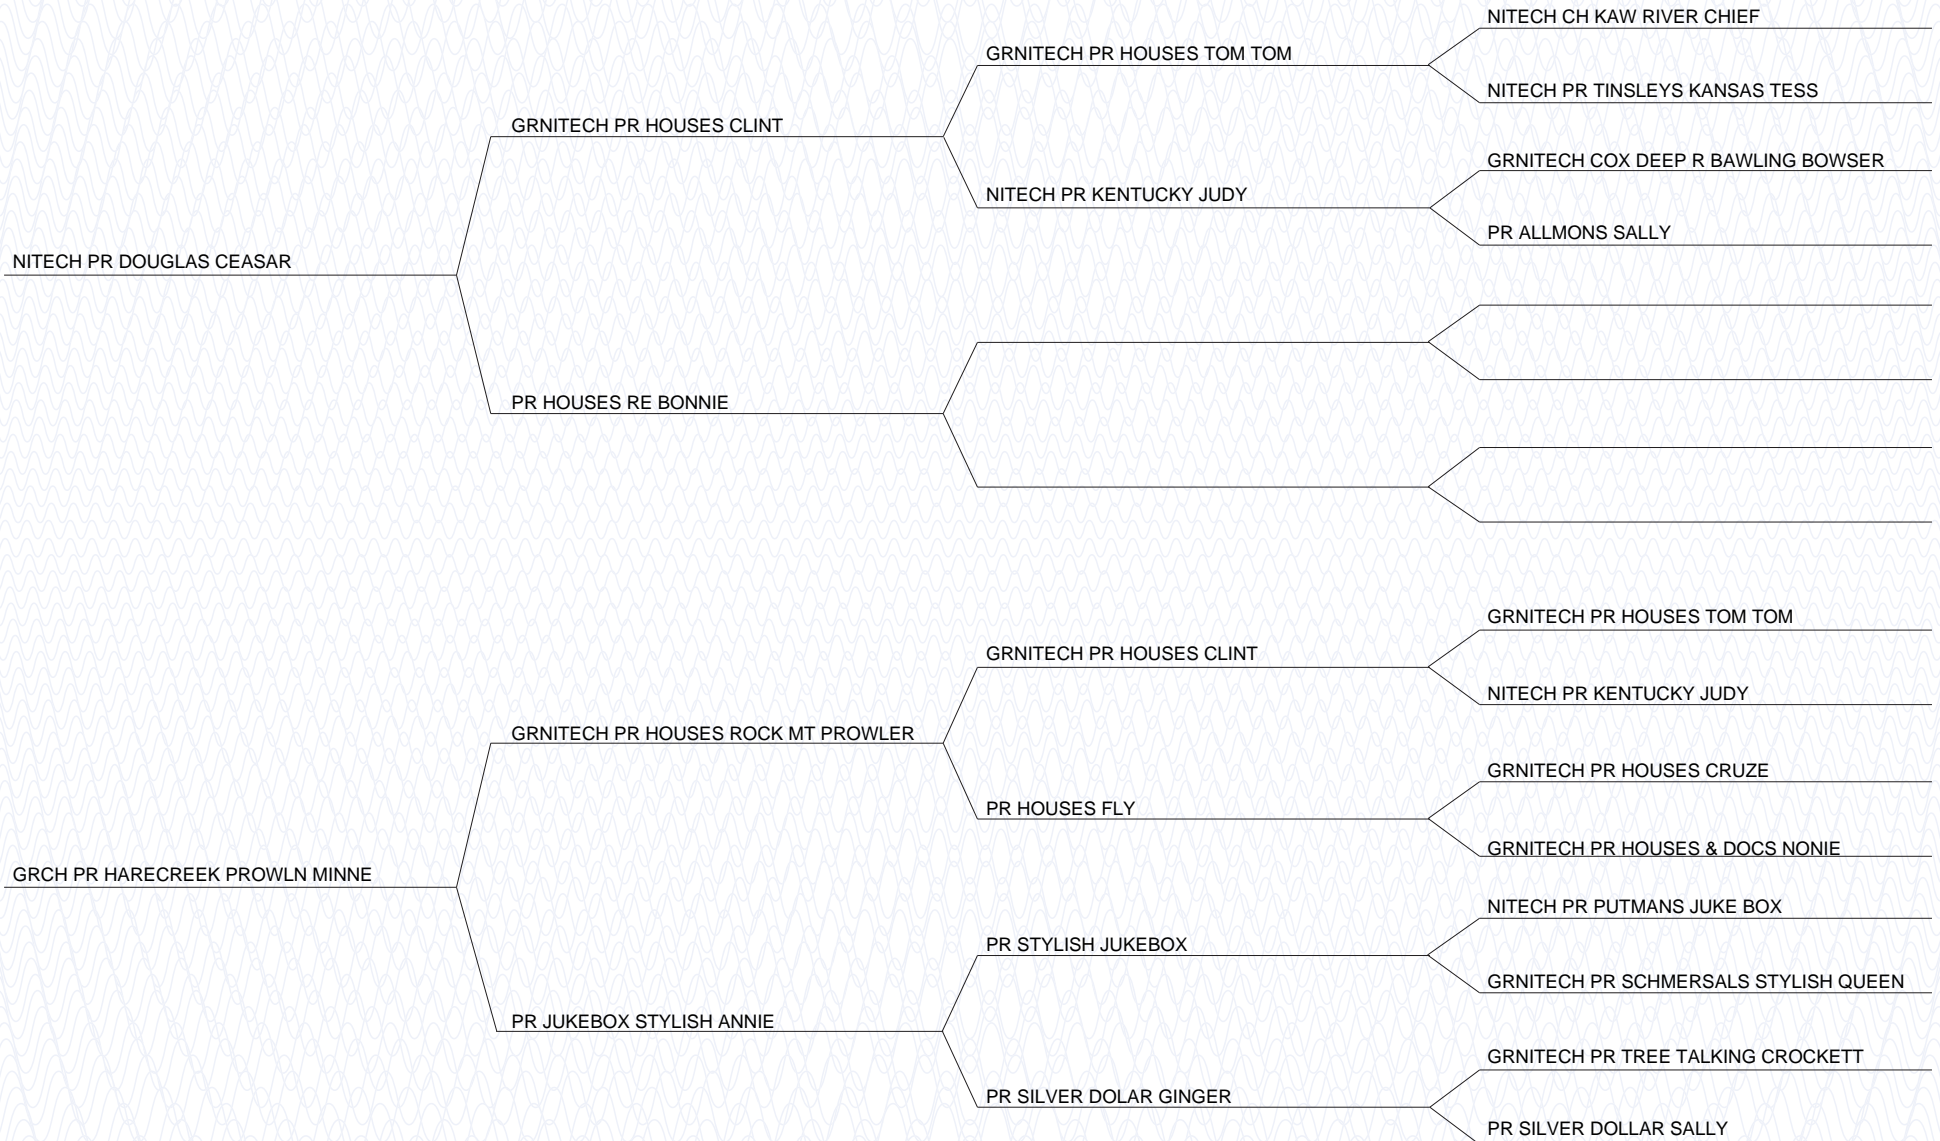 NITECH CH KAW RIVER CHIEF
GRNITECH PR HOUSES TOM TOM
NITECH PR TINSLEYS KANSAS TESS
GRNITECH PR HOUSES CLINT
GRNITECH COX DEEP R BAWLING BOWSER
NITECH PR KENTUCKY JUDY
PR ALLMONS SALLY
NITECH PR DOUGLAS CEASAR
PR HOUSES RE BONNIE
GRNITECH PR HOUSES TOM TOM
GRNITECH PR HOUSES CLINT
NITECH PR KENTUCKY JUDY
GRNITECH PR HOUSES ROCK MT PROWLER
GRNITECH PR HOUSES CRUZE
PR HOUSES FLY
GRNITECH PR HOUSES & DOCS NONIE
GRCH PR HARECREEK PROWLN MINNE
NITECH PR PUTMANS JUKE BOX
PR STYLISH JUKEBOX
GRNITECH PR SCHMERSALS STYLISH QUEEN
PR JUKEBOX STYLISH ANNIE
GRNITECH PR TREE TALKING CROCKETT
PR SILVER DOLAR GINGER
PR SILVER DOLLAR SALLY